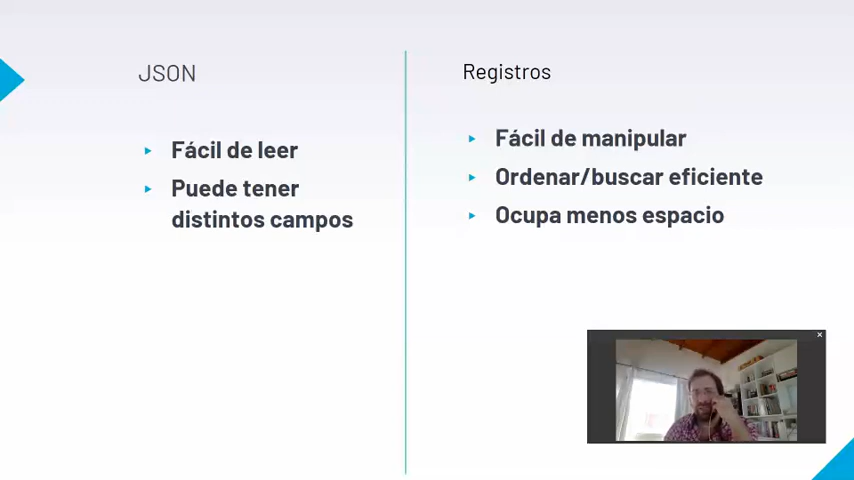 JSON
Fácil de leer
Puede tener
distintos campos
Registros
Fácil de manipular
Ordenar/buscar eficiente
Ocupa menos espacio